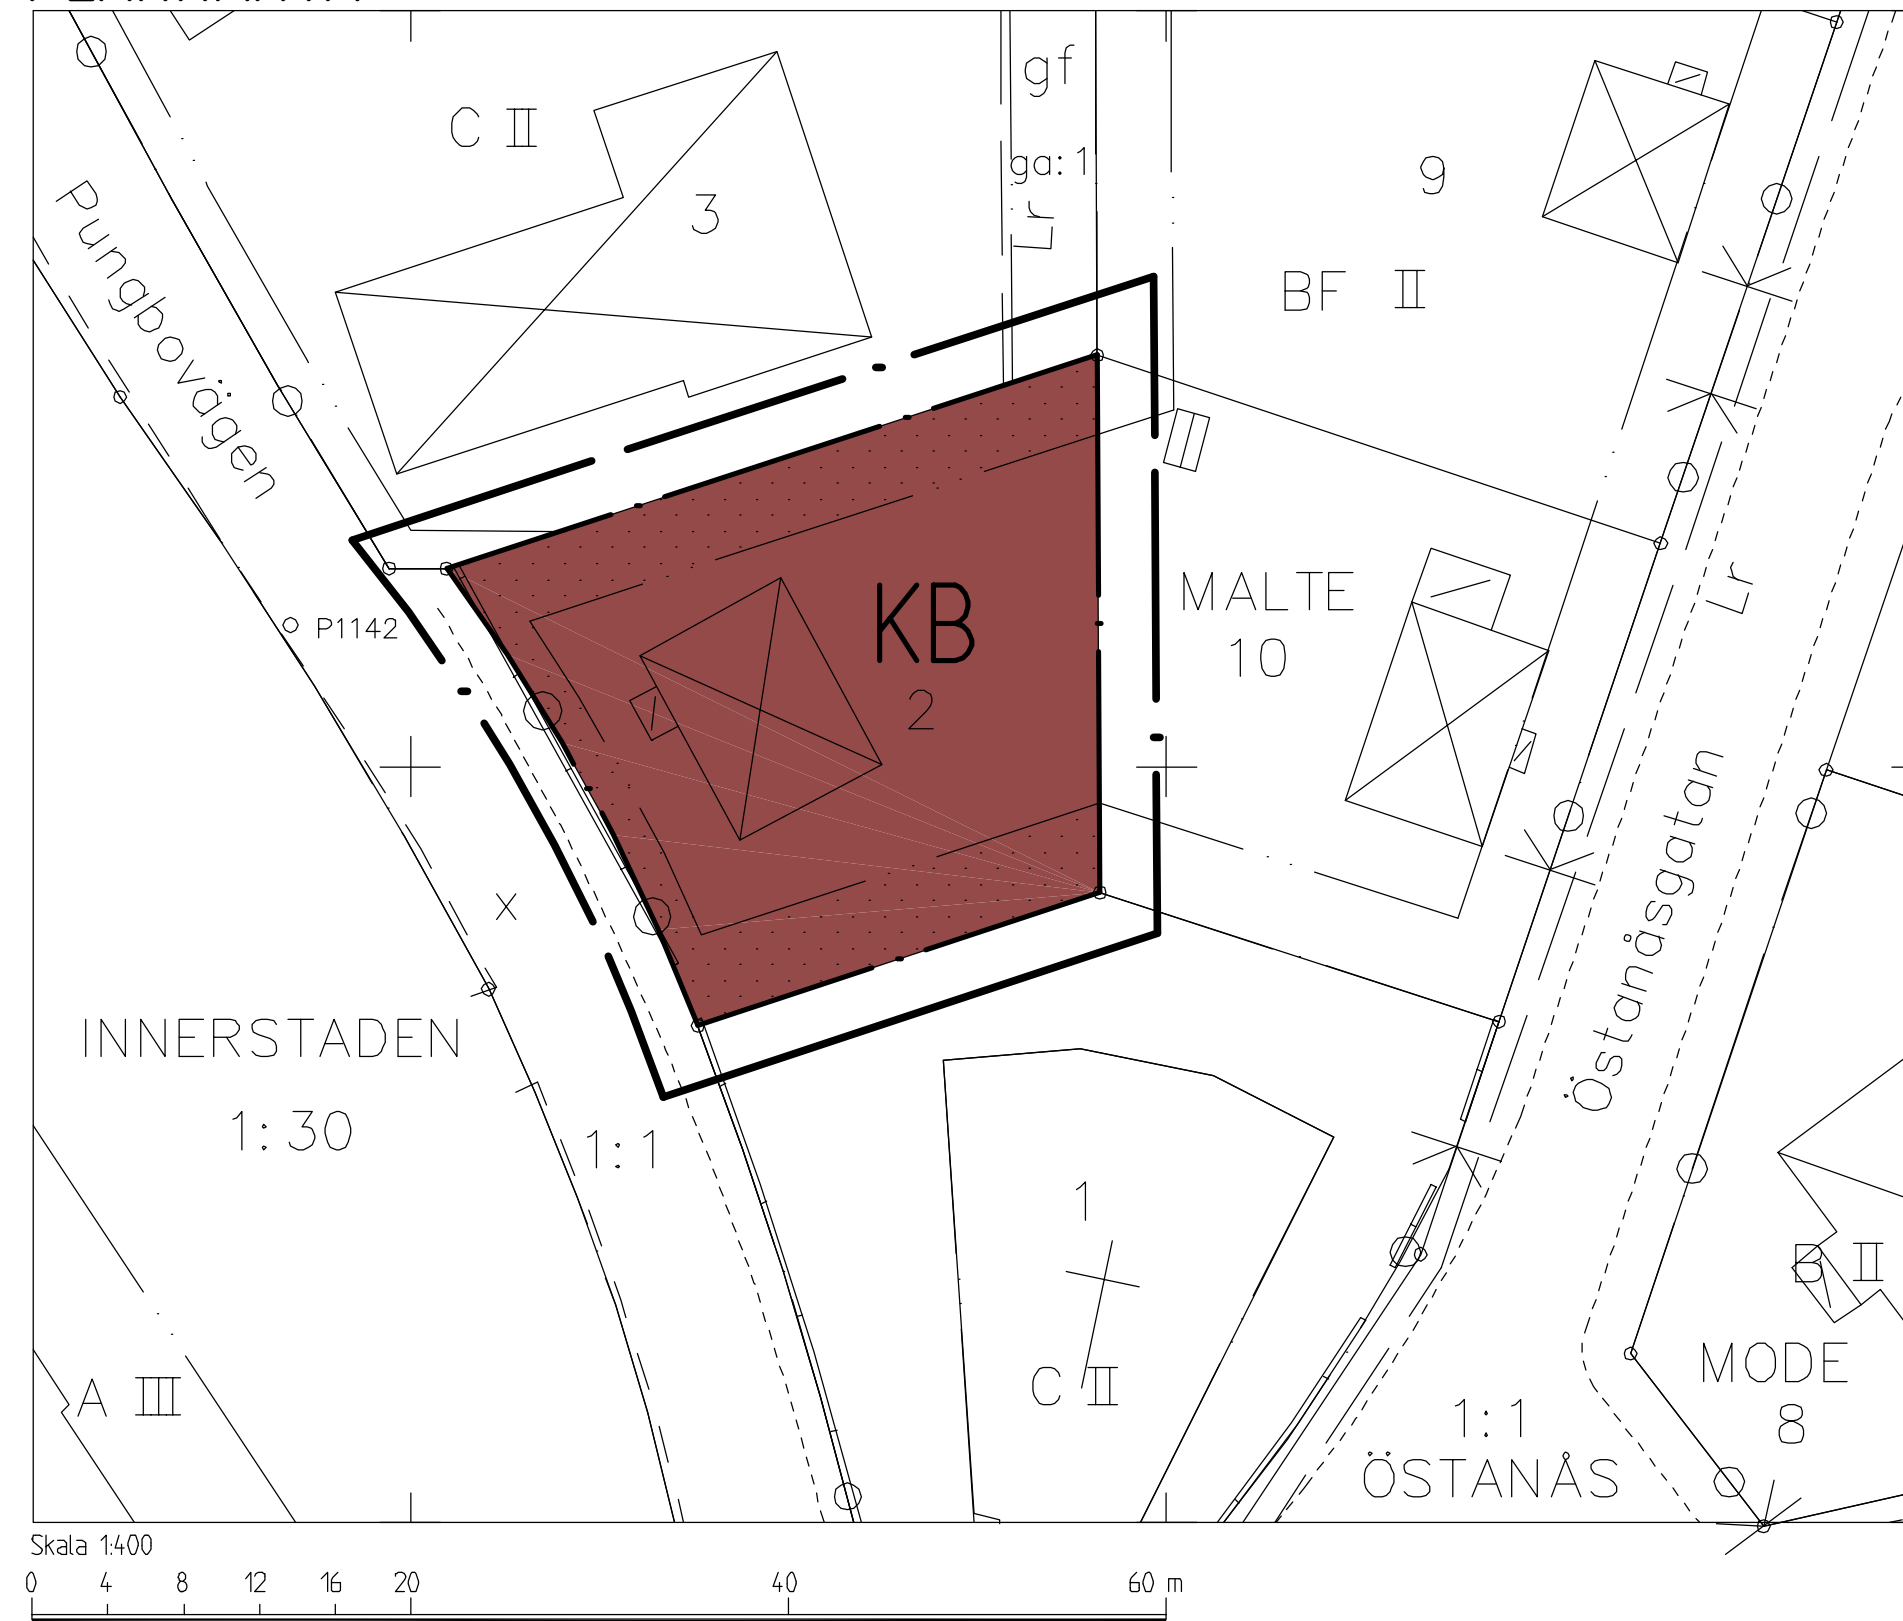 gf
C II
ga:1
9
3
Lr
Pungbovägen
BF II
KB
MALTE
10
Lr
P1142
2
Östanåsgatan
INNERSTADEN
1:30
1:1
1
B II
MODE
8
C II
A III
1:1
ÖSTANÅS
Skala 1:400
0 4 8 12 16 20 40 60 m